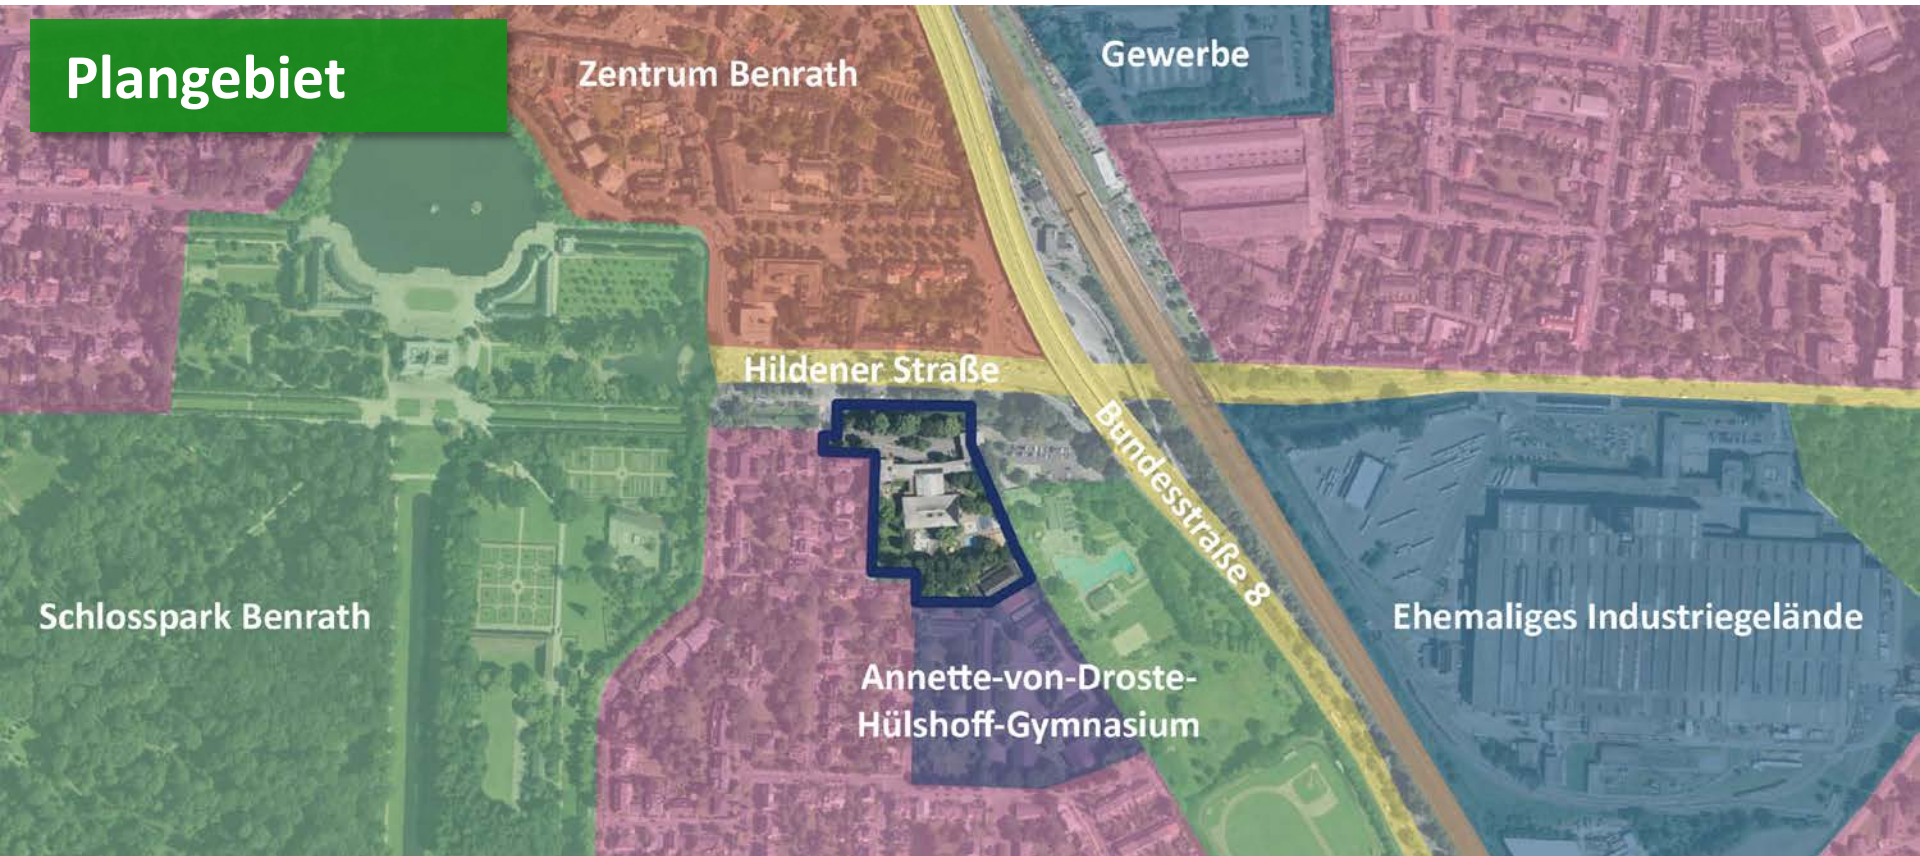 Plangebiet
Zentrum Benrath
Gewerbe
Hildener Straße
Bundesstraße 8
Schlosspark Benrath
Ehemaliges Industriegelände
Annette-von-Droste-
Hülshoff-Gymnasium